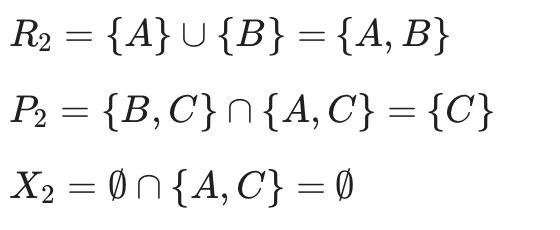 R₂ = {A} ∪ {B} = {A, B}
P₂ = {B, C} ∩ {A, C} = {C}
X₂ = ∅ ∩ {A, C} = ∅